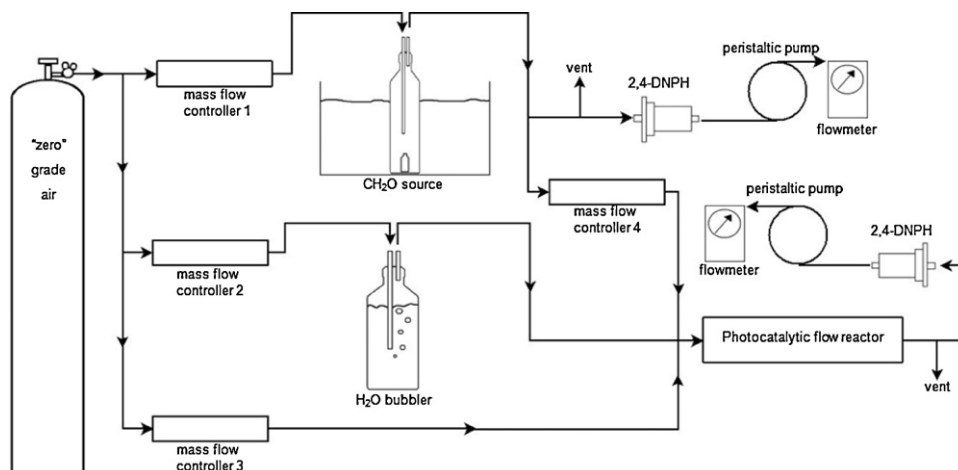 "zero"
grade
air
mass flow
controller 1
CH₂O source
vent
2,4-DNPH
peristaltic pump
flowmeter
mass flow
controller 4
peristaltic pump
2,4-DNPH
flowmeter
mass flow
controller 2
H₂O bubbler
Photocatalytic flow reactor
vent
mass flow
controller 3